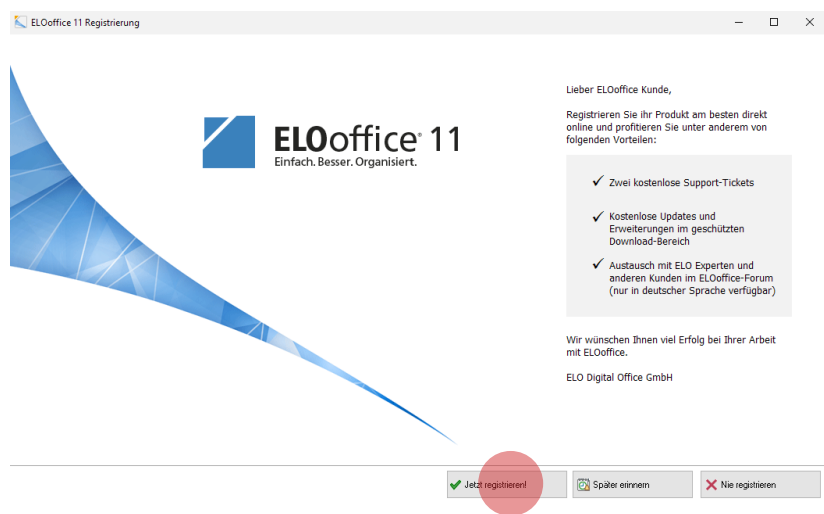 ELOoffice 11 Registrierung
Lieber ELOoffice Kunde,
Registrieren Sie ihr Produkt am besten direkt
online und profitieren Sie unter anderem von
folgenden Vorteilen:
ELOoffice® 11
Einfach. Besser. Organisiert.
Zwei kostenlose Support-Tickets
Kostenlose Updates und
Erweiterungen im geschützten
Download-Bereich
Austausch mit ELO Experten und
anderen Kunden im ELOoffice-Forum
(nur in deutscher Sprache verfügbar)
Wir wünschen Ihnen viel Erfolg bei Ihrer Arbeit
mit ELOoffice.
ELO Digital Office GmbH
Jetzt registrieren!
Später erinnern
Nie registrieren